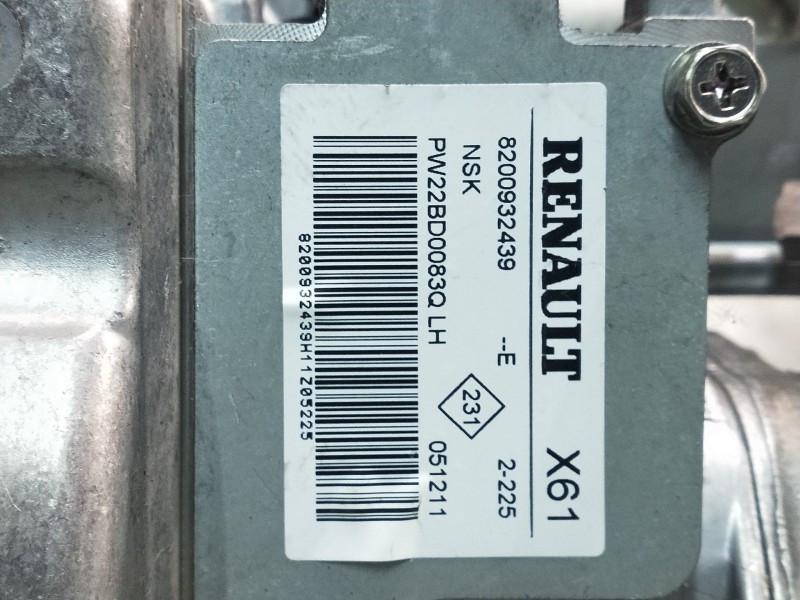 RENAULT X61
8200932439 --E 2-225
NSK
231
PW22BD0083Q LH 051211
8200932439H11Z05225